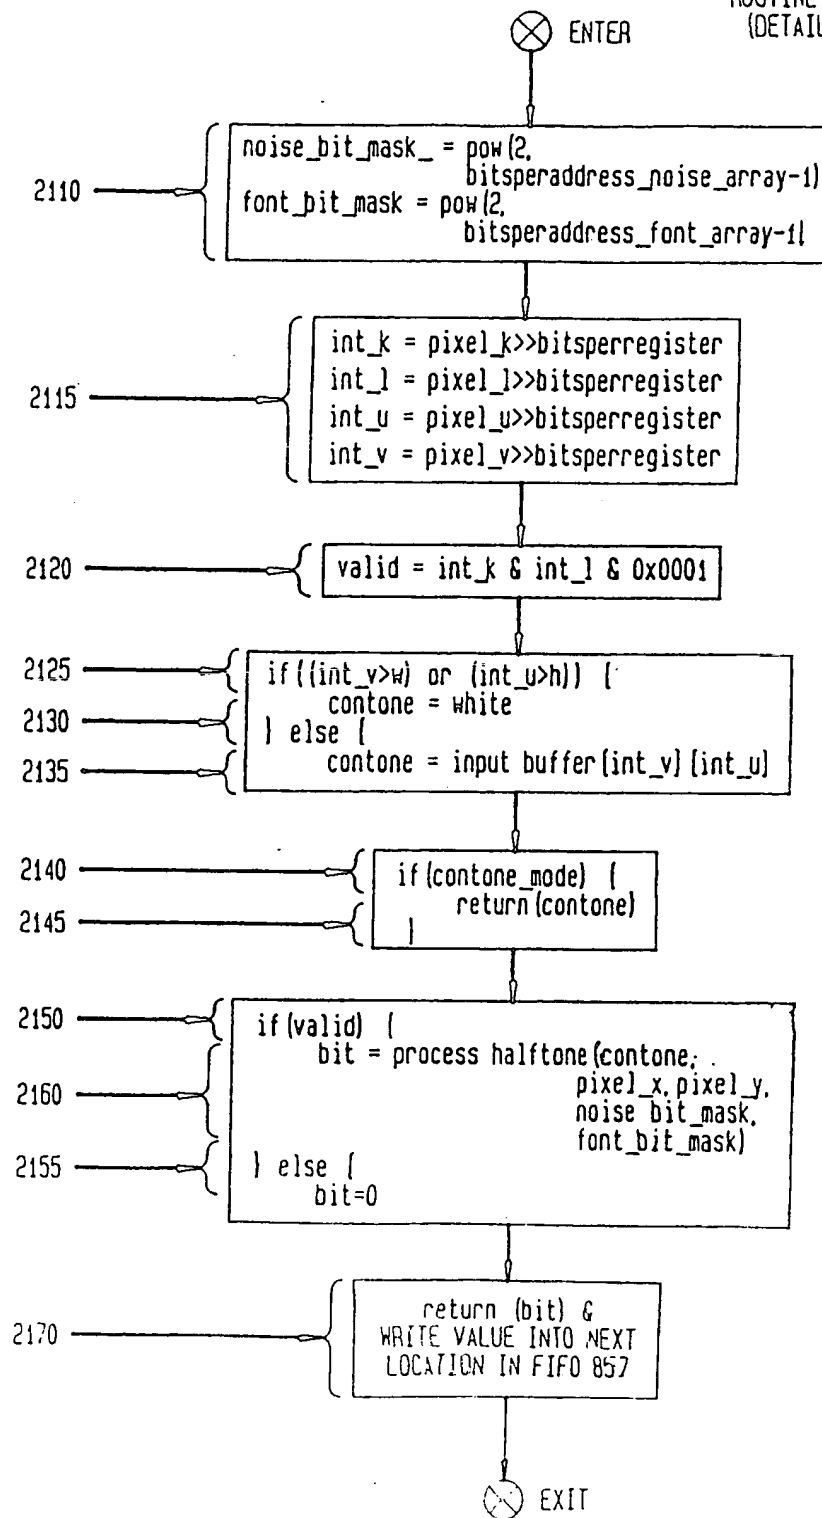 ROUTINE
(DETAIL
ENTER
2110
noise_bit_mask_ = pow(2,
bitsperaddress_noise_array-1)
font_bit_mask = pow(2,
bitsperaddress_font_array-1)
2115
int_k = pixel_k>>bitsperregister
int_l = pixel_l>>bitsperregister
int_u = pixel_u>>bitsperregister
int_v = pixel_v>>bitsperregister
2120
valid = int_k & int_l & 0x0001
2125
if((int_v>w) or (int_u>h)) {
2130
contone = white
} else {
2135
contone = input buffer[int_v][int_u]
2140
if(contone_mode) {
2145
return(contone)
}
2150
if(valid) {
bit = process halftone(contone,
pixel_x,pixel_y,
2160
noise bit_mask,
font_bit_mask)
2155
} else {
bit=0
2170
return (bit) &
WRITE VALUE INTO NEXT
LOCATION IN FIFO 857
EXIT